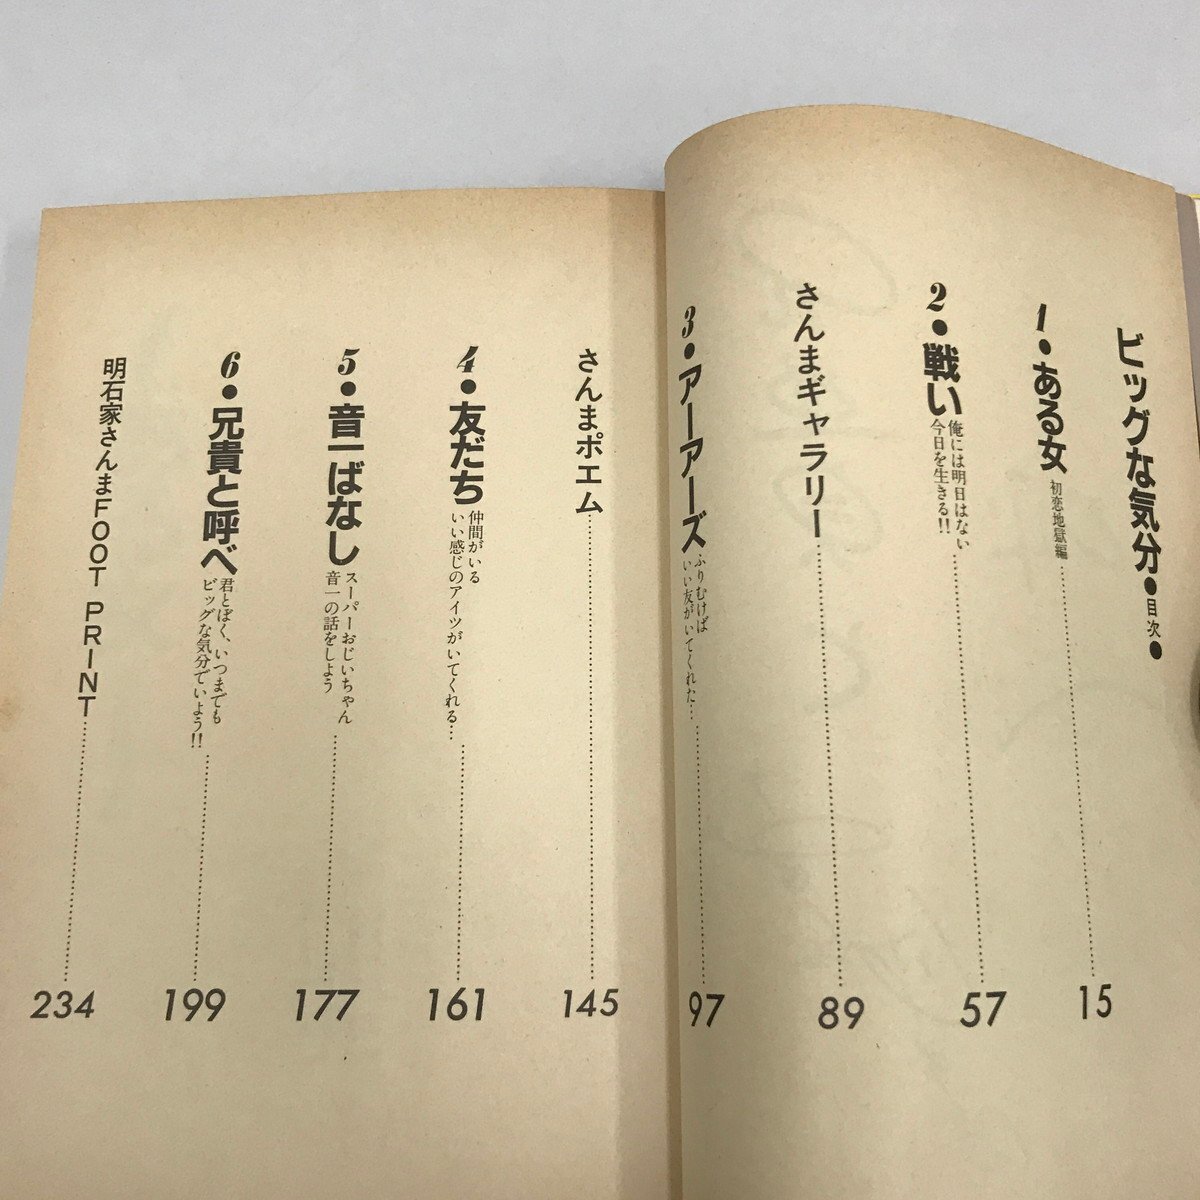 ビッグな気分●目次●
1●ある女 初恋地獄編 15
2●戦い 俺には明日はない
今日を生きる!! 57
さんまギャラリー 89
3●アーアーズ ふりむけば
いい友がいてくれた… 97
さんまポエム 145
4●友だち 仲間がいる
いい感じのアイツがいてくれる… 161
5●音一ばなし スーパーおじいちゃん
音一の話をしよう 177
6●兄貴と呼べ 君とぼく、いつまでも
ビッグな気分でいよう!! 199
明石家さんまFOOT PRINT 234